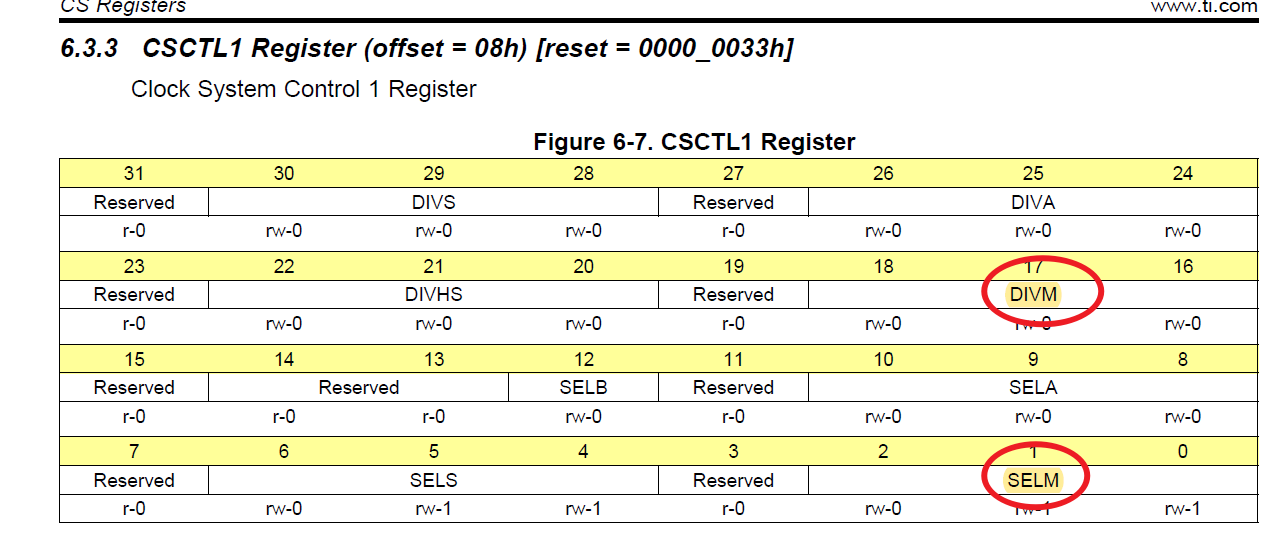 CS Registers www.ti.com
6.3.3 CSCTL1 Register (offset = 08h) [reset = 0000_0033h]
Clock System Control 1 Register
Figure 6-7. CSCTL1 Register
31 30 29 28 27 26 25 24
Reserved DIVS Reserved DIVA
r-0 rw-0 rw-0 rw-0 r-0 rw-0 rw-0 rw-0
23 22 21 20 19 18 17 16
Reserved DIVHS Reserved DIVM
r-0 rw-0 rw-0 rw-0 r-0 rw-0 rw-0 rw-0
15 14 13 12 11 10 9 8
Reserved Reserved SELB Reserved SELA
r-0 r-0 r-0 rw-0 r-0 rw-0 rw-0 rw-0
7 6 5 4 3 2 1 0
Reserved SELS Reserved SELM
r-0 rw-0 rw-1 rw-1 r-0 rw-0 rw-1 rw-1